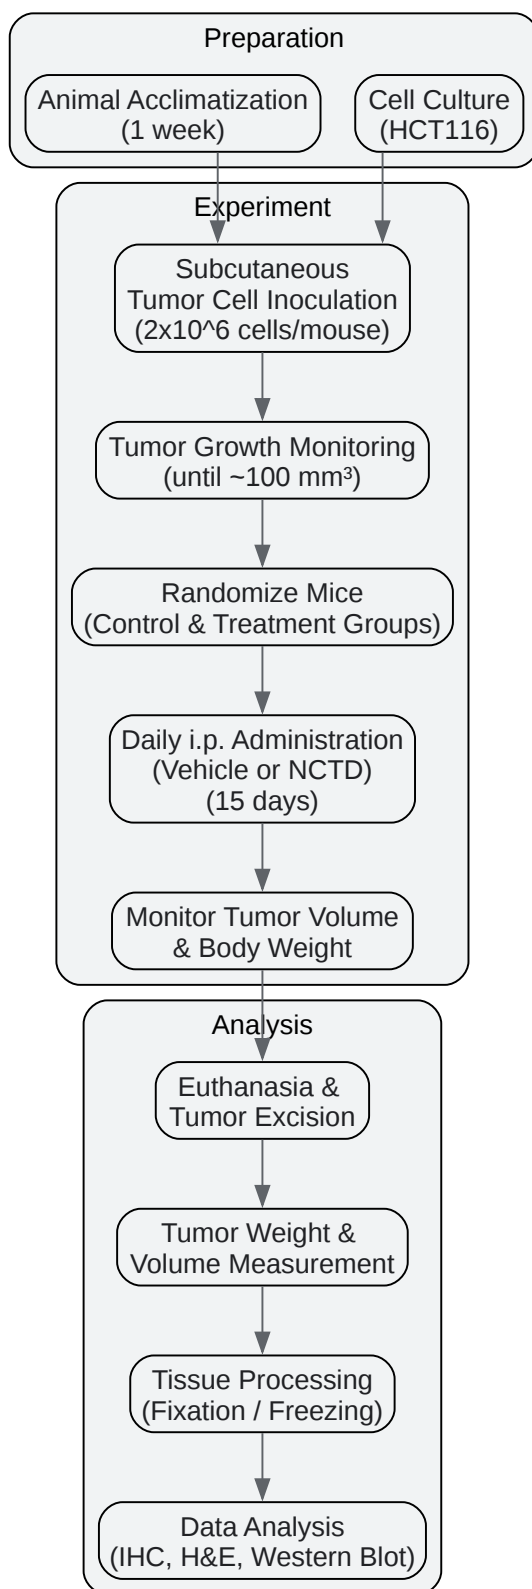 Preparation
Animal Acclimatization
(1 week)
Cell Culture
(HCT116)
Experiment
Subcutaneous
Tumor Cell Inoculation
(2x10^6 cells/mouse)
Tumor Growth Monitoring
(until ~100 mm³)
Randomize Mice
(Control & Treatment Groups)
Daily i.p. Administration
(Vehicle or NCTD)
(15 days)
Monitor Tumor Volume
& Body Weight
Analysis
Euthanasia &
Tumor Excision
Tumor Weight &
Volume Measurement
Tissue Processing
(Fixation / Freezing)
Data Analysis
(IHC, H&E, Western Blot)